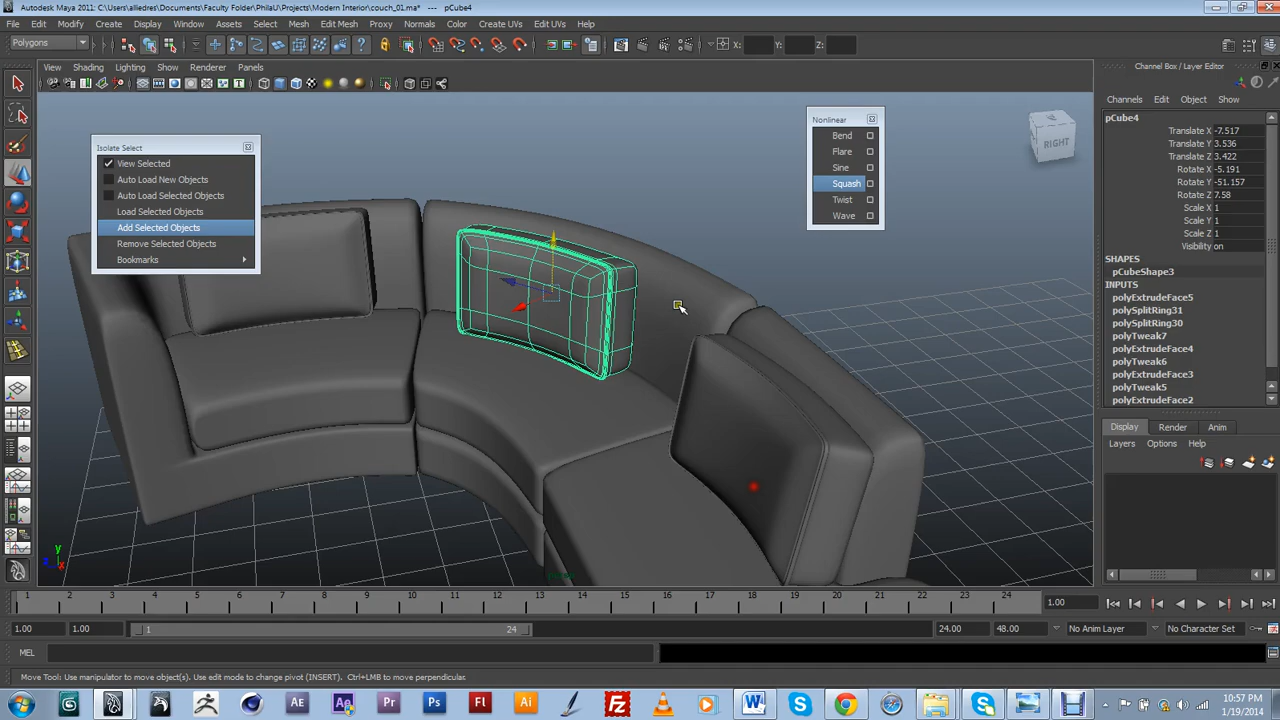 Autodesk Maya 2011: C:\Users\alliedres\Documents\Faculty Folder\PhilaU\Projects\Modern Interior\couch_01.ma* --- pCube4
File Edit Modify Create Display Window Assets Select Mesh Edit Mesh Proxy Normals Color Create UVs Edit UVs Help
Polygons X: Y: Z:
View Shading Lighting Show Renderer Panels
Channel Box / Layer Editor
Channels Edit Object Show
pCube4
Translate X -7.517
Translate Y 3.536
Translate Z 3.422
Rotate X -5.191
Rotate Y -51.157
Rotate Z 7.58
Scale X 1
Scale Y 1
Scale Z 1
Visibility on
SHAPES
pCubeShape3
INPUTS
polyExtrudeFace5
polySplitRing31
polySplitRing30
polyTweak7
polyExtrudeFace4
polyTweak6
polyExtrudeFace3
polyTweak5
polyExtrudeFace2
Isolate Select
View Selected
Auto Load New Objects
Auto Load Selected Objects
Load Selected Objects
Add Selected Objects
Remove Selected Objects
Bookmarks
Nonlinear
Bend
Flare
Sine
Squash
Twist
Wave
RIGHT
Display Render Anim
Layers Options Help
y
z x
1 2 3 4 5 6 7 8 9 10 11 12 13 14 15 16 17 18 19 20 21 22 23 24 1.00
1.00 1.00 1 24 24.00 48.00 No Anim Layer No Character Set
MEL
Move Tool: Use manipulator to move object(s). Use edit mode to change pivot (INSERT). Ctrl+LMB to move perpendicular.
Ae Ae Pr Ps Fl Ai Fz W S
10:57 PM
1/19/2014